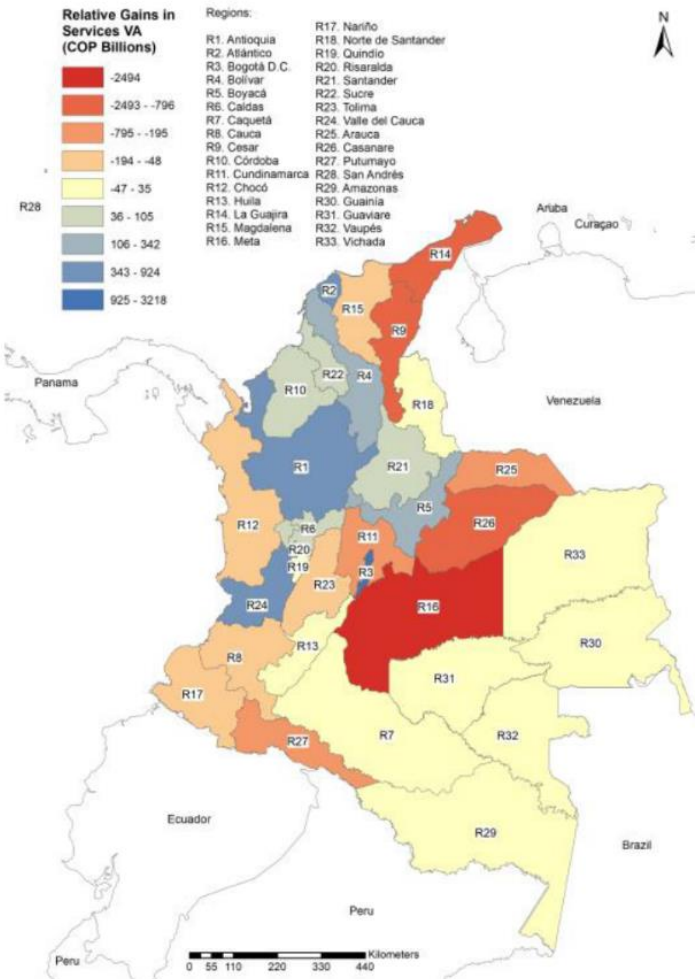 Relative Gains in
Services VA
(COP Billions)
-2494
-2493 - -796
-795 - -195
-194 - -48
-47 - 35
36 - 105
106 - 342
343 - 924
925 - 3218
Regions:
R1. Antioquia
R2. Atlántico
R3. Bogotá D.C.
R4. Bolívar
R5. Boyacá
R6. Caldas
R7. Caquetá
R8. Cauca
R9. Cesar
R10. Córdoba
R11. Cundinamarca
R12. Chocó
R13. Huila
R14. La Guajira
R15. Magdalena
R16. Meta
R17. Nariño
R18. Norte de Santander
R19. Quindio
R20. Risaralda
R21. Santander
R22. Sucre
R23. Tolima
R24. Valle del Cauca
R25. Arauca
R26. Casanare
R27. Putumayo
R28. San Andrés
R29. Amazonas
R30. Guainía
R31. Guaviare
R32. Vaupés
R33. Vichada
N
R28
Aruba
Curaçao
R14
R2
R15
R9
Panama
R22
R4
R10
R18
Venezuela
R1
R21
R25
R5
R12
R6
R11
R26
R20
R33
R19
R3
R23
R24
R16
R13
R30
R8
R31
R17
R7
R32
R27
Ecuador
R29
Brazil
Peru
Peru
Kilometers
0 55 110 220 330 440